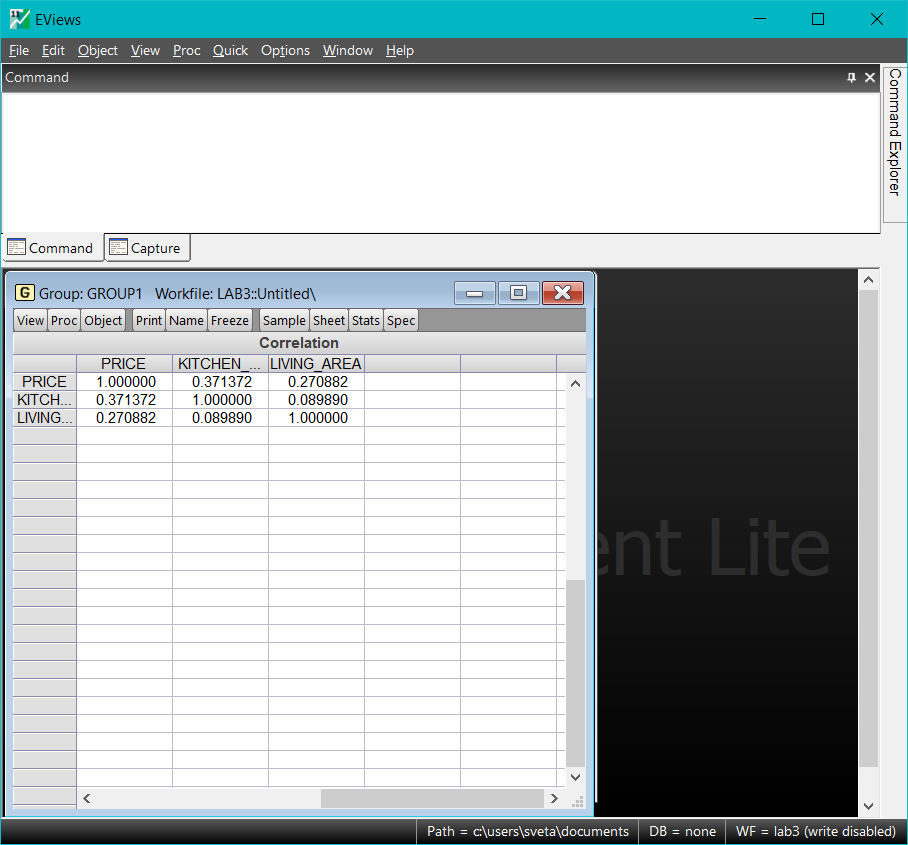 EViews
File Edit Object View Proc Quick Options Window Help
Command
Command Explorer
Command Capture
G Group: GROUP1 Workfile: LAB3::Untitled\
View Proc Object Print Name Freeze Sample Sheet Stats Spec
Correlation
PRICE KITCHEN_... LIVING_AREA
PRICE 1.000000 0.371372 0.270882
KITCH... 0.371372 1.000000 0.089890
LIVING... 0.270882 0.089890 1.000000
ent Lite
Path = c:\users\sveta\documents DB = none WF = lab3 (write disabled)